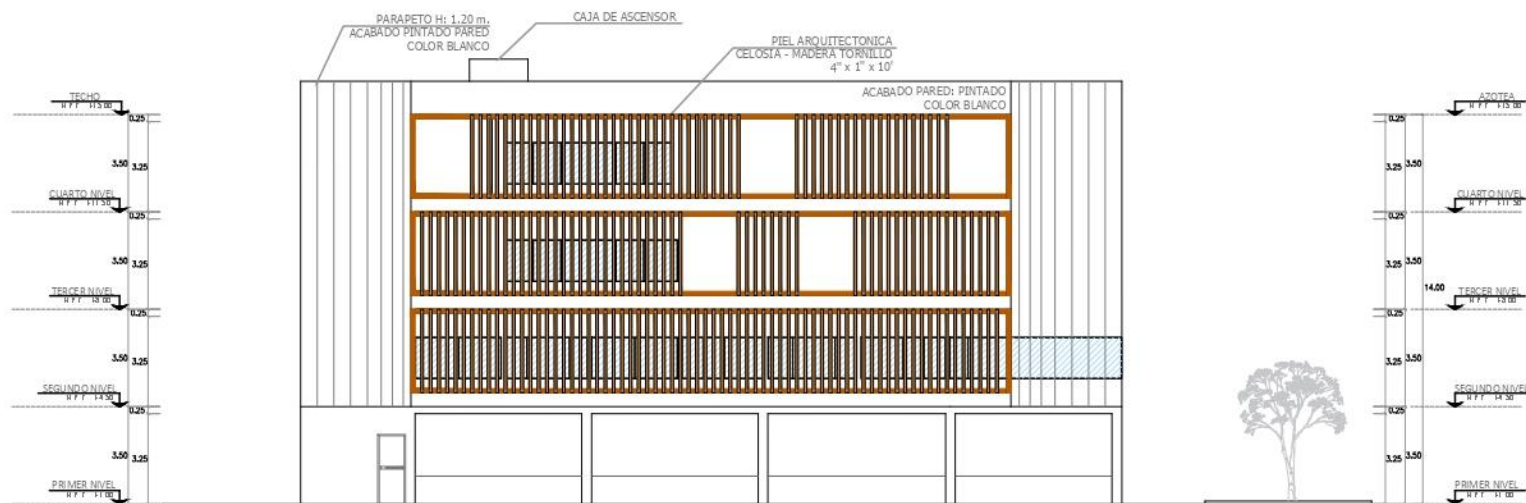 PARAPETO H: 1.20 m.
ACABADO PINTADO PARED
COLOR BLANCO
CAJA DE ASCENSOR
PIEL ARQUITECTONICA
CELOSIA - MADERA TORNILLO
4" x 1" x 10'
ACABADO PARED: PINTADO
COLOR BLANCO
TECHO
0.25
3.50
3.25
CUARTO NIVEL
0.25
3.50
3.25
TERCER NIVEL
0.25
3.50
3.25
SEGUNDO NIVEL
0.25
3.50
3.25
PRIMER NIVEL
AZOTEA
0.25
3.25
3.50
CUARTO NIVEL
0.25
3.25
3.50
14.00
TERCER NIVEL
0.25
3.25
3.50
SEGUNDO NIVEL
0.25
3.25
3.50
PRIMER NIVEL